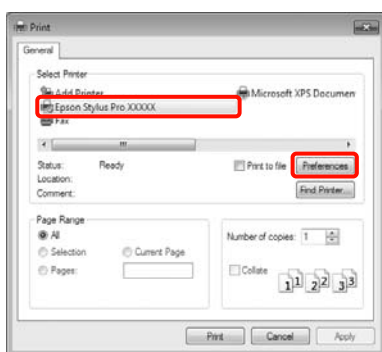 Print
General
Select Printer
Add Printer
Microsoft XPS Documen
Epson Stylus Pro XXXXX
Fax
Status: Ready
Print to file
Preferences
Location:
Comment:
Find Printer...
Page Range
All
Selection
Current Page
Pages:
Number of copies: 1
Collate
1 1 2 2 3 3
Print
Cancel
Apply